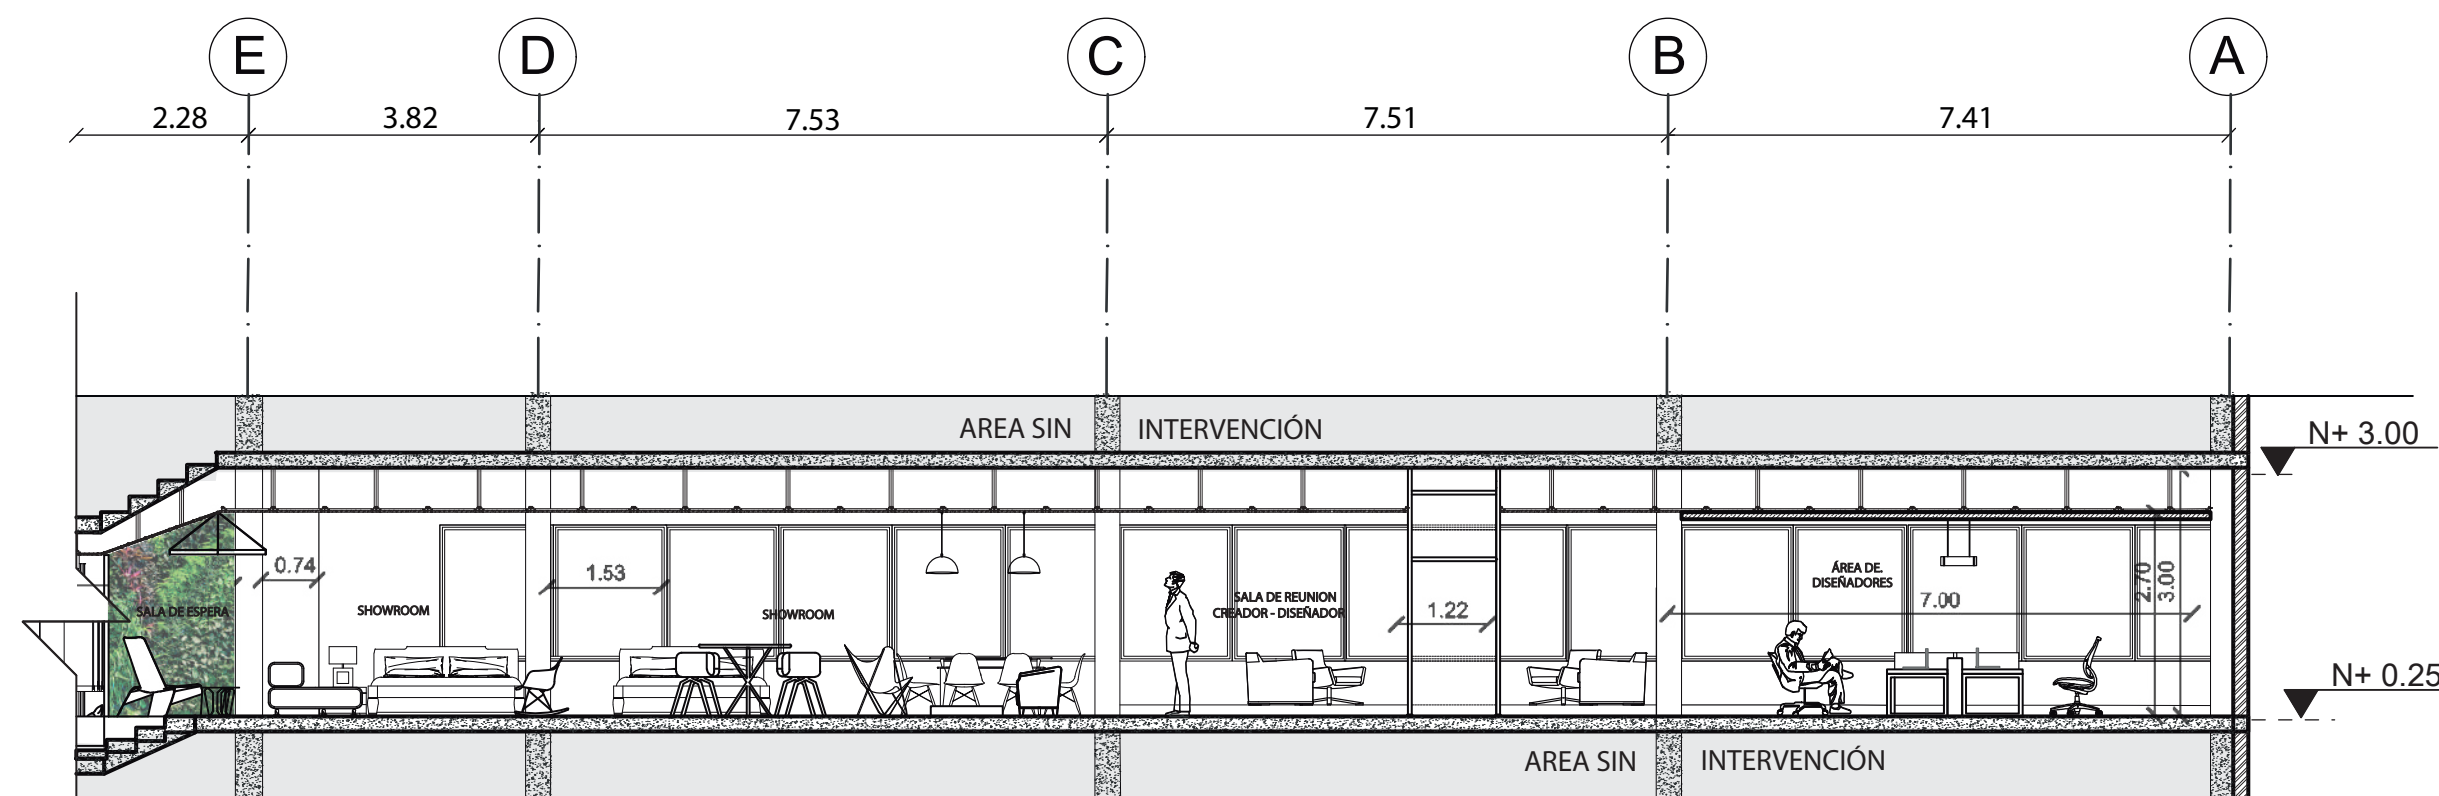 E D C B A
2.28 3.82 7.53 7.51 7.41
AREA SIN INTERVENCIÓN
N+ 3.00
0.74
1.53
SALA DE ESPERA
SHOWROOM
SHOWROOM
SALA DE REUNION
CREADOR - DISEÑADOR
1.22
ÁREA DE.
DISEÑADORES
7.00
2.70
3.00
N+ 0.25
AREA SIN INTERVENCIÓN